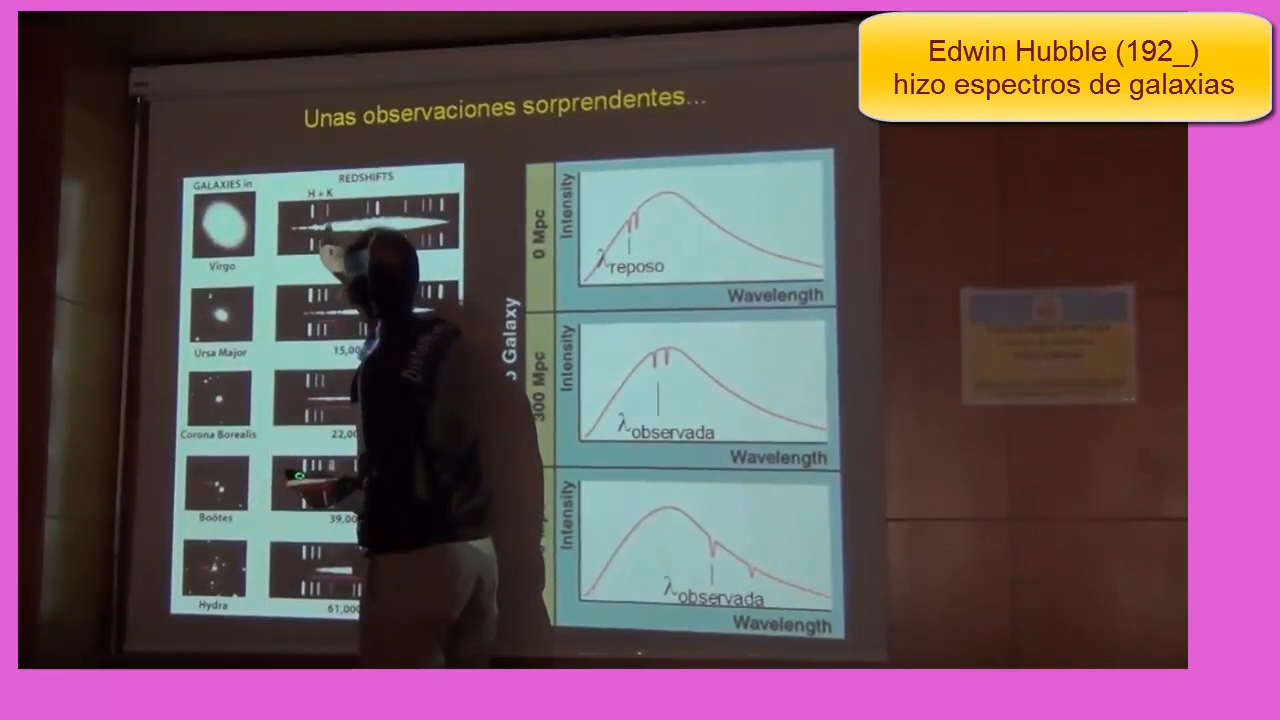 Edwin Hubble (192_)
hizo espectros de galaxias
Unas observaciones sorprendentes...
GALAXIES in
REDSHIFTS
H + K
Virgo
Ursa Major
15,00
Corona Borealis
22,00
Boötes
39,00
Hydra
61,000
Galaxy
0 Mpc
Intensity
λreposo
Wavelength
300 Mpc
Intensity
λobservada
Wavelength
Intensity
λobservada
Wavelength